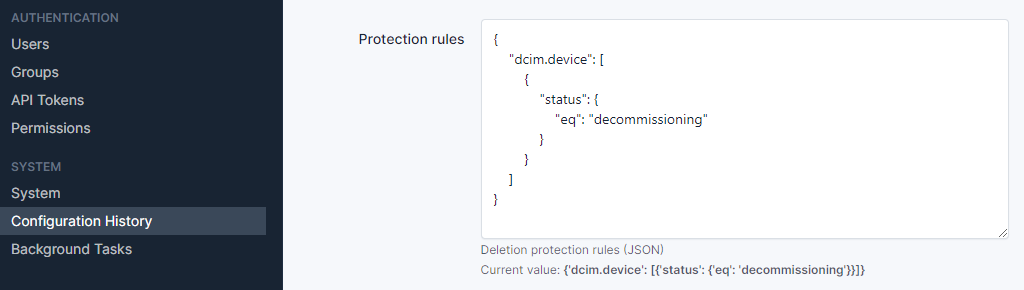 AUTHENTICATION
Users
Groups
API Tokens
Permissions
SYSTEM
System
Configuration History
Background Tasks
Protection rules
{
"dcim.device": [
{
"status": {
"eq": "decommissioning"
}
}
]
}
Deletion protection rules (JSON)
Current value: {'dcim.device': [{'status': {'eq': 'decommissioning'}}]}